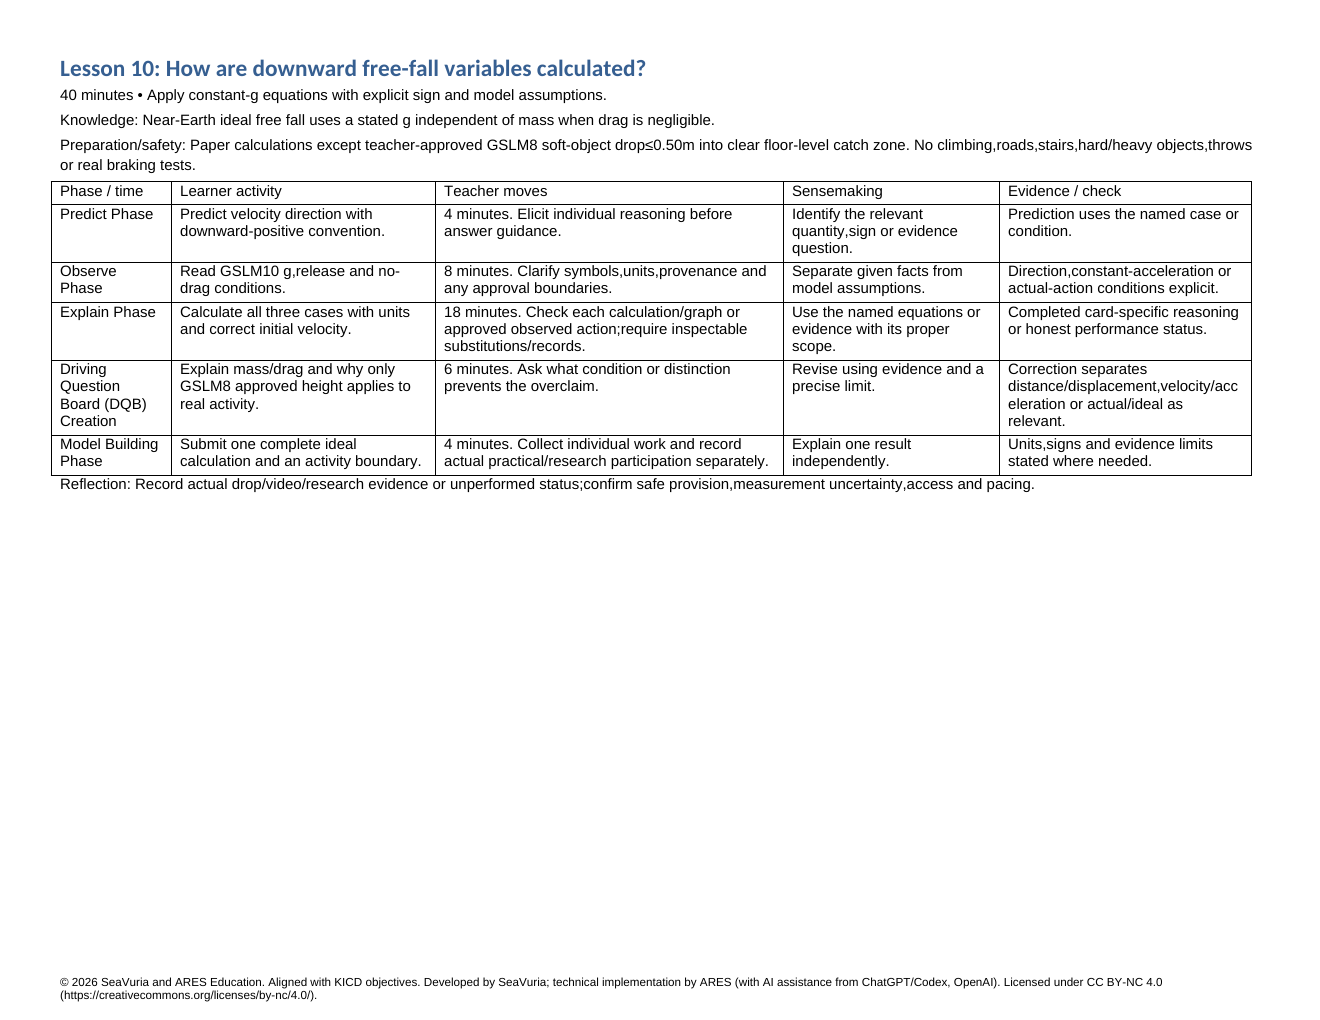 Lesson 10: How are downward free-fall variables calculated?
40 minutes • Apply constant-g equations with explicit sign and model assumptions.
Knowledge: Near-Earth ideal free fall uses a stated g independent of mass when drag is negligible.
Preparation/safety: Paper calculations except teacher-approved GSLM8 soft-object drop≤0.50m into clear floor-level catch zone. No climbing,roads,stairs,hard/heavy objects,throws
or real braking tests.
Phase / time
Learner activity
Teacher moves
Sensemaking
Evidence / check
Predict Phase
Predict velocity direction with
downward-positive convention.
4 minutes. Elicit individual reasoning before
answer guidance.
Identify the relevant
quantity,sign or evidence
question.
Prediction uses the named case or
condition.
Observe
Phase
Read GSLM10 g,release and no-
drag conditions.
8 minutes. Clarify symbols,units,provenance and
any approval boundaries.
Separate given facts from
model assumptions.
Direction,constant-acceleration or
actual-action conditions explicit.
Explain Phase
Calculate all three cases with units
and correct initial velocity.
18 minutes. Check each calculation/graph or
approved observed action;require inspectable
substitutions/records.
Use the named equations or
evidence with its proper
scope.
Completed card-specific reasoning
or honest performance status.
Driving
Question
Board (DQB)
Creation
Explain mass/drag and why only
GSLM8 approved height applies to
real activity.
6 minutes. Ask what condition or distinction
prevents the overclaim.
Revise using evidence and a
precise limit.
Correction separates
distance/displacement,velocity/acc
eleration or actual/ideal as
relevant.
Model Building
Phase
Submit one complete ideal
calculation and an activity boundary.
4 minutes. Collect individual work and record
actual practical/research participation separately.
Explain one result
independently.
Units,signs and evidence limits
stated where needed.
Reflection: Record actual drop/video/research evidence or unperformed status;confirm safe provision,measurement uncertainty,access and pacing.
© 2026 SeaVuria and ARES Education. Aligned with KICD objectives. Developed by SeaVuria; technical implementation by ARES (with AI assistance from ChatGPT/Codex, OpenAI). Licensed under CC BY-NC 4.0
(https://creativecommons.org/licenses/by-nc/4.0/).